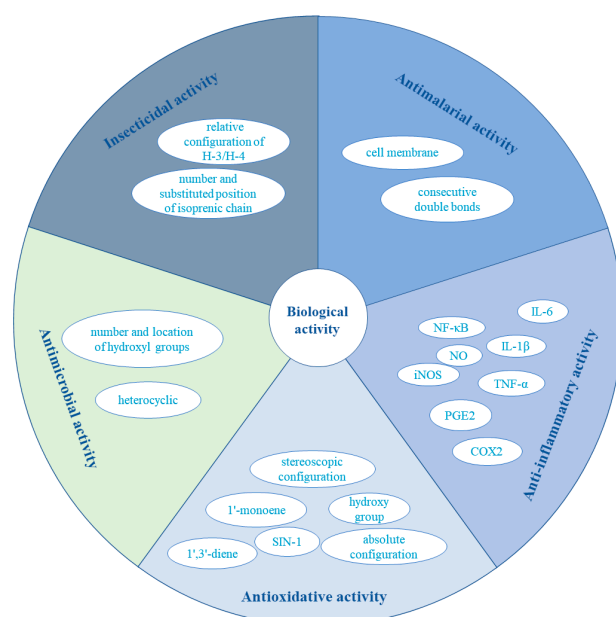 Insecticidal activity
relative
configuration of
H-3/H-4
number and
substituted position
of isoprenic chain
Antimalarial activity
cell membrane
consecutive
double bonds
Biological
activity
Antimicrobial activity
number and location
of hydroxyl groups
heterocyclic
Anti-inflammatory activity
IL-6
NF-κB
IL-1β
NO
iNOS
TNF-α
PGE2
COX2
stereoscopic
configuration
1'-monoene
hydroxy
group
SIN-1
1',3'-diene
absolute
configuration
Antioxidative activity